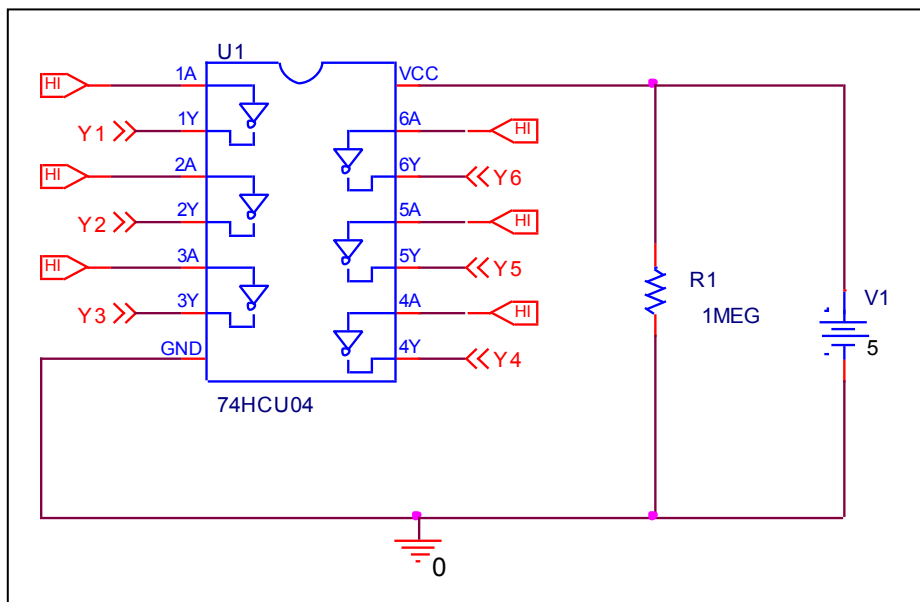 U1
HI 1A VCC
Y1 1Y 6A HI
HI 2A 6Y Y6
Y2 2Y 5A HI
HI 3A 5Y Y5
Y3 3Y 4A HI
GND 4Y Y4
74HCU04
R1
1MEG
V1
5
0